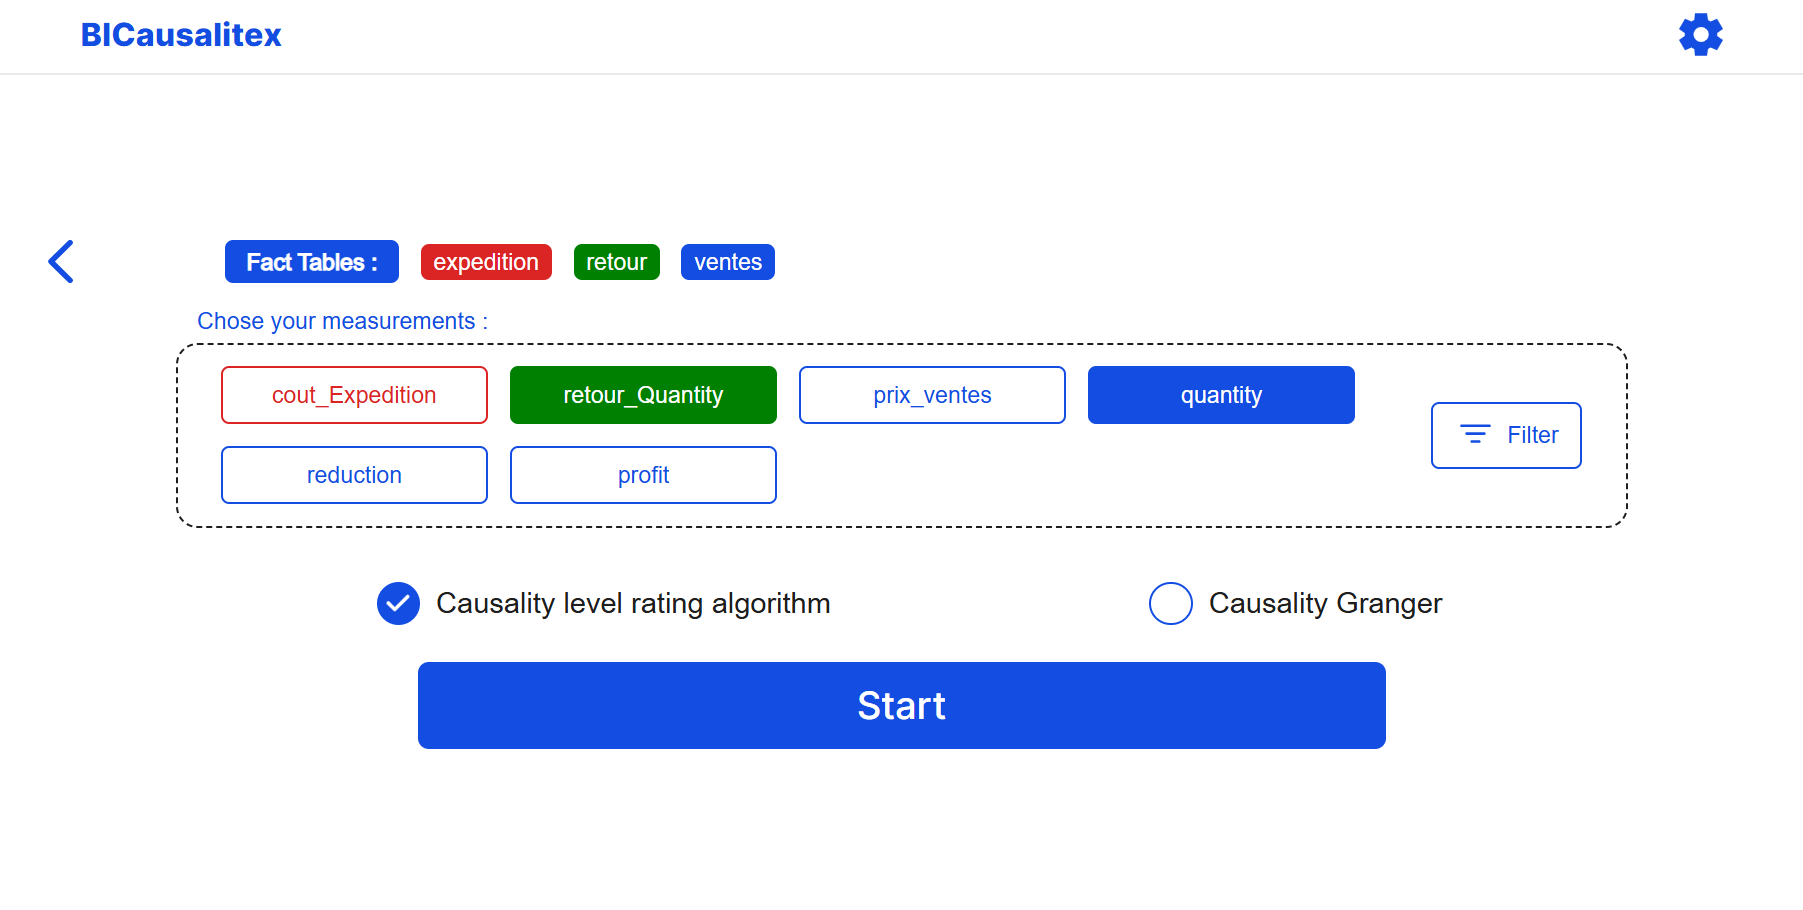 BICausalitex
Fact Tables : expedition retour ventes
Chose your measurements :
cout_Expedition retour_Quantity prix_ventes quantity
Filter
reduction profit
Causality level rating algorithm Causality Granger
Start